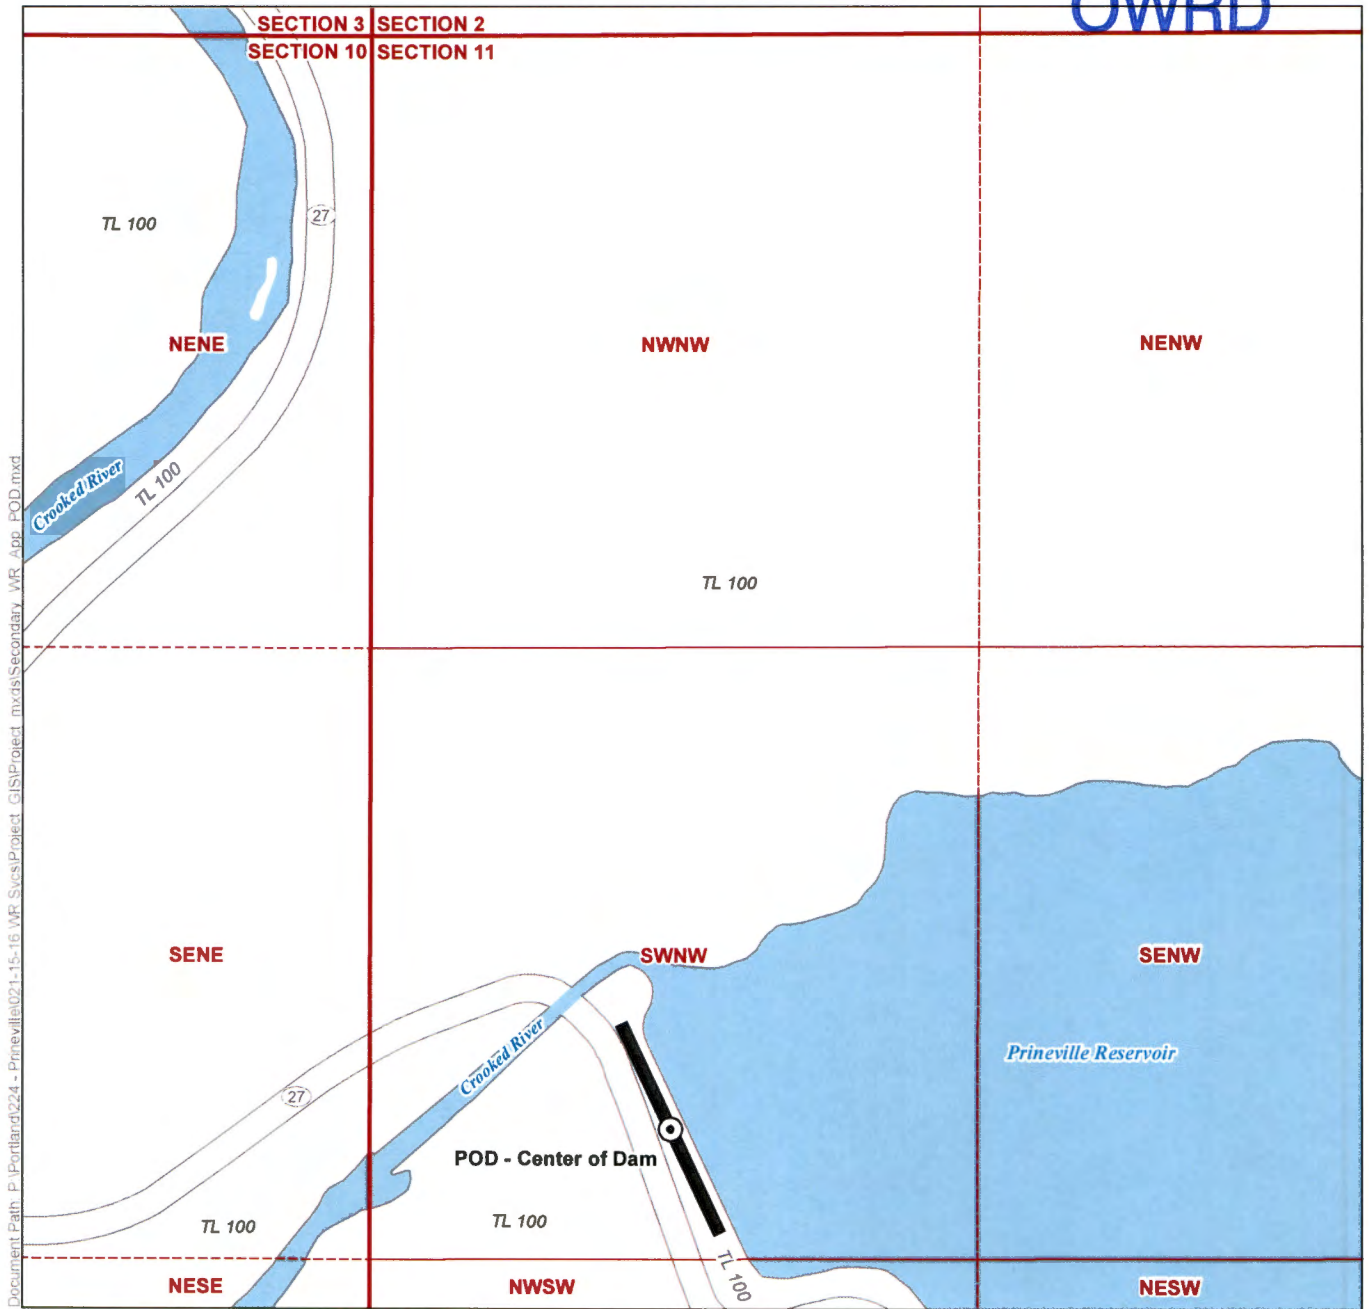 OWRD
SECTION 3 SECTION 2
SECTION 10 SECTION 11
27
TL 100
NENE
NWNW
NENW
Crooked River
TL 100
TL 100
SENE
SWNW
SENW
Crooked River
Prineville Reservoir
27
POD - Center of Dam
TL 100
TL 100
TL 100
NESE
NWSW
NESW
Document Path: P:\Portland\224 - Prineville\021-15-16 WR Svcs\Project_GIS\Project_mxds\Secondary_WR_App_POD.mxd